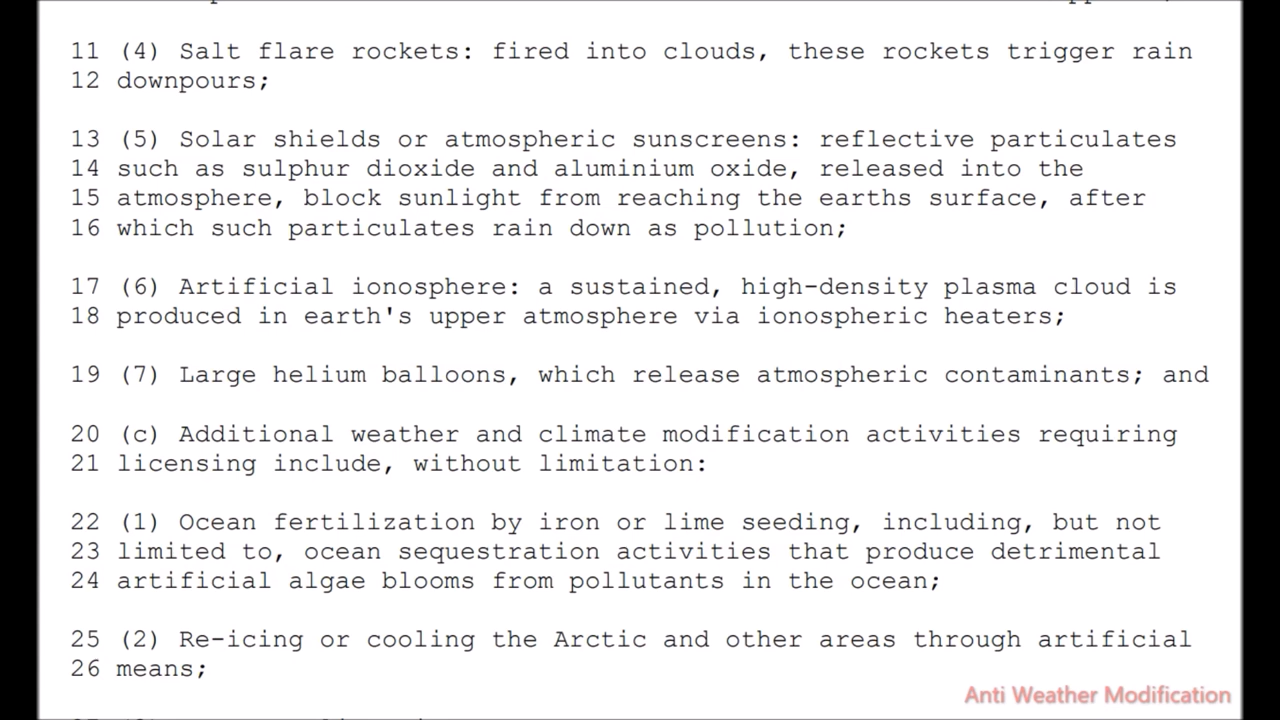 11 (4) Salt flare rockets: fired into clouds, these rockets trigger rain
12 downpours;
13 (5) Solar shields or atmospheric sunscreens: reflective particulates
14 such as sulphur dioxide and aluminium oxide, released into the
15 atmosphere, block sunlight from reaching the earths surface, after
16 which such particulates rain down as pollution;
17 (6) Artificial ionosphere: a sustained, high-density plasma cloud is
18 produced in earth's upper atmosphere via ionospheric heaters;
19 (7) Large helium balloons, which release atmospheric contaminants; and
20 (c) Additional weather and climate modification activities requiring
21 licensing include, without limitation:
22 (1) Ocean fertilization by iron or lime seeding, including, but not
23 limited to, ocean sequestration activities that produce detrimental
24 artificial algae blooms from pollutants in the ocean;
25 (2) Re-icing or cooling the Arctic and other areas through artificial
26 means;
Anti Weather Modification